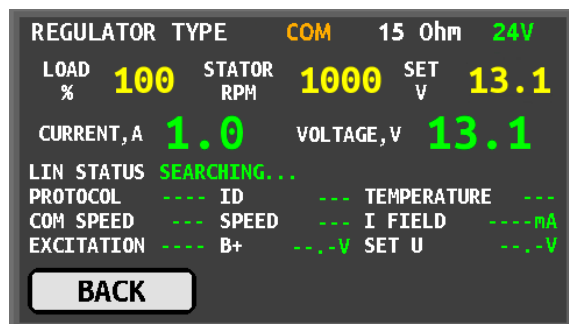 REGULATOR TYPE COM 15 Ohm 24V
LOAD % 100 STATOR RPM 1000 SET V 13.1
CURRENT,A 1.0 VOLTAGE,V 13.1
LIN STATUS SEARCHING...
PROTOCOL ---- ID --- TEMPERATURE ---
COM SPEED --- SPEED --- I FIELD ----mA
EXCITATION ---- B+ --.-V SET U --.-V
BACK